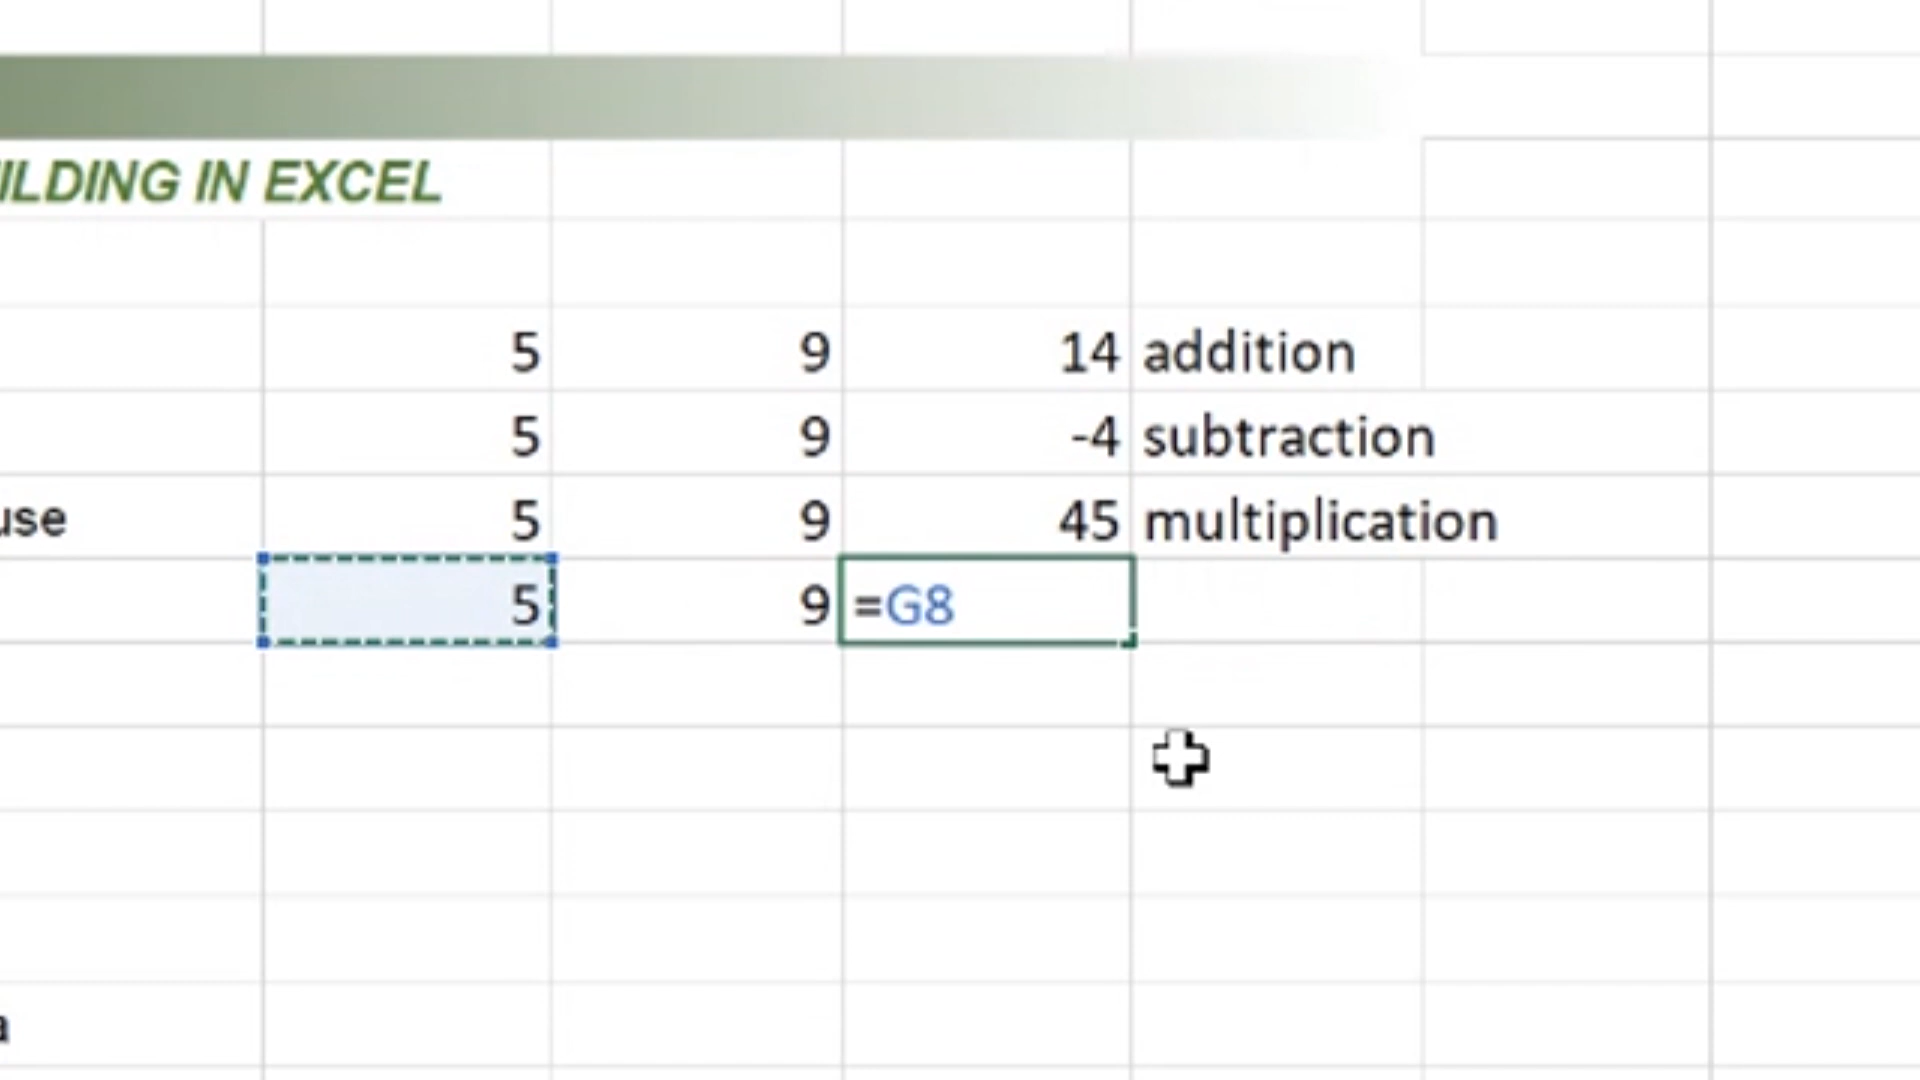 ILDING IN EXCEL
5 9 14 addition
5 9 -4 subtraction
use 5 9 45 multiplication
5 9 =G8
a